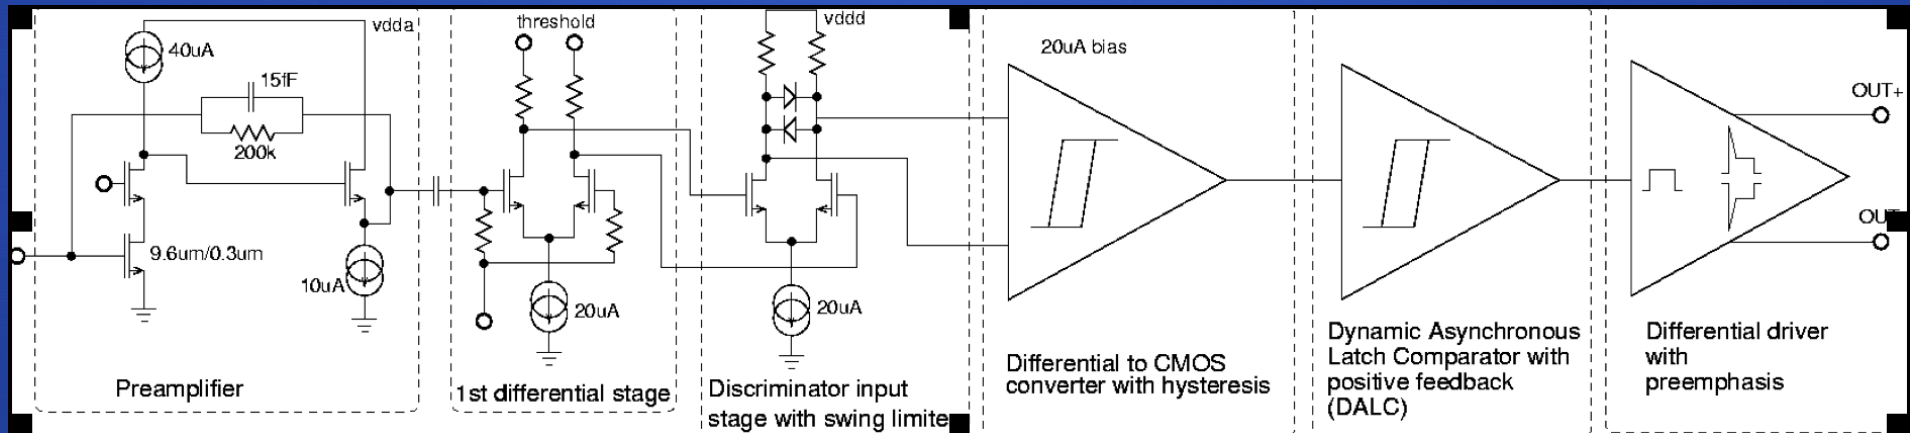 vdda
40uA
15fF
200k
9.6um/0.3um
10uA
Preamplifier
threshold
20uA
1st differential stage
vddd
20uA
Discriminator input
stage with swing limite
20uA bias
Differential to CMOS
converter with hysteresis
Dynamic Asynchronous
Latch Comparator with
positive feedback
(DALC)
OUT+
OUT
Differential driver
with
preemphasis